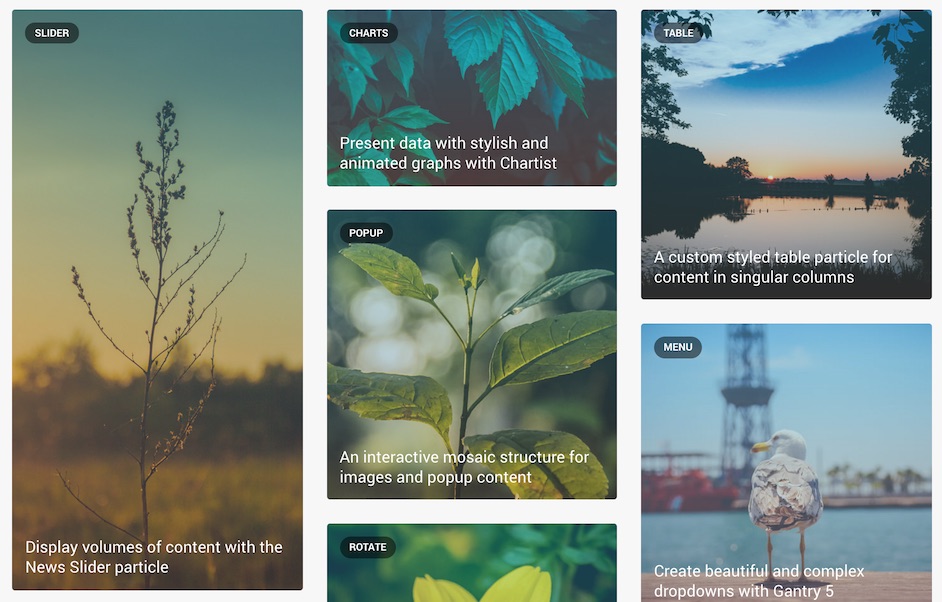 SLIDER
Display volumes of content with the
News Slider particle
CHARTS
Present data with stylish and
animated graphs with Chartist
POPUP
An interactive mosaic structure for
images and popup content
ROTATE
TABLE
A custom styled table particle for
content in singular columns
MENU
Create beautiful and complex
dropdowns with Gantry 5